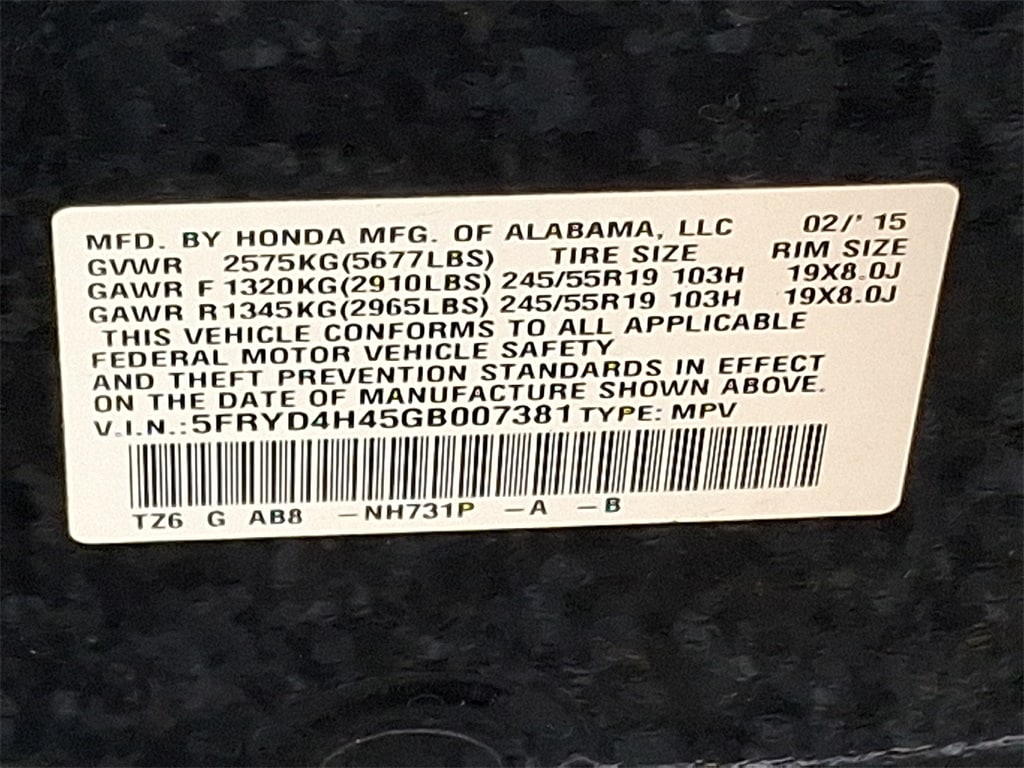 MFD. BY HONDA MFG. OF ALABAMA, LLC 02/' 15
GVWR 2575KG(5677LBS) TIRE SIZE RIM SIZE
GAWR F 1320KG(2910LBS) 245/55R19 103H 19X8.0J
GAWR R 1345KG(2965LBS) 245/55R19 103H 19X8.0J
THIS VEHICLE CONFORMS TO ALL APPLICABLE
FEDERAL MOTOR VEHICLE SAFETY
AND THEFT PREVENTION STANDARDS IN EFFECT
ON THE DATE OF MANUFACTURE SHOWN ABOVE.
V.I.N.: 5FRYD4H45GB007381 TYPE: MPV
TZ6 G AB8 -NH731P -A -B